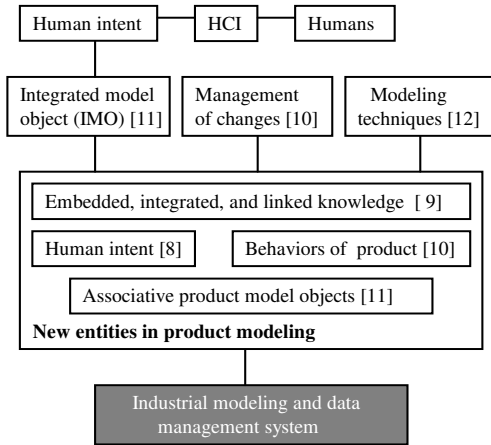 Human intent
HCI
Humans
Integrated model
object (IMO) [11]
Management
of changes [10]
Modeling
techniques [12]
Embedded, integrated, and linked knowledge [ 9]
Human intent [8]
Behaviors of product [10]
Associative product model objects [11]
New entities in product modeling
Industrial modeling and data
management system